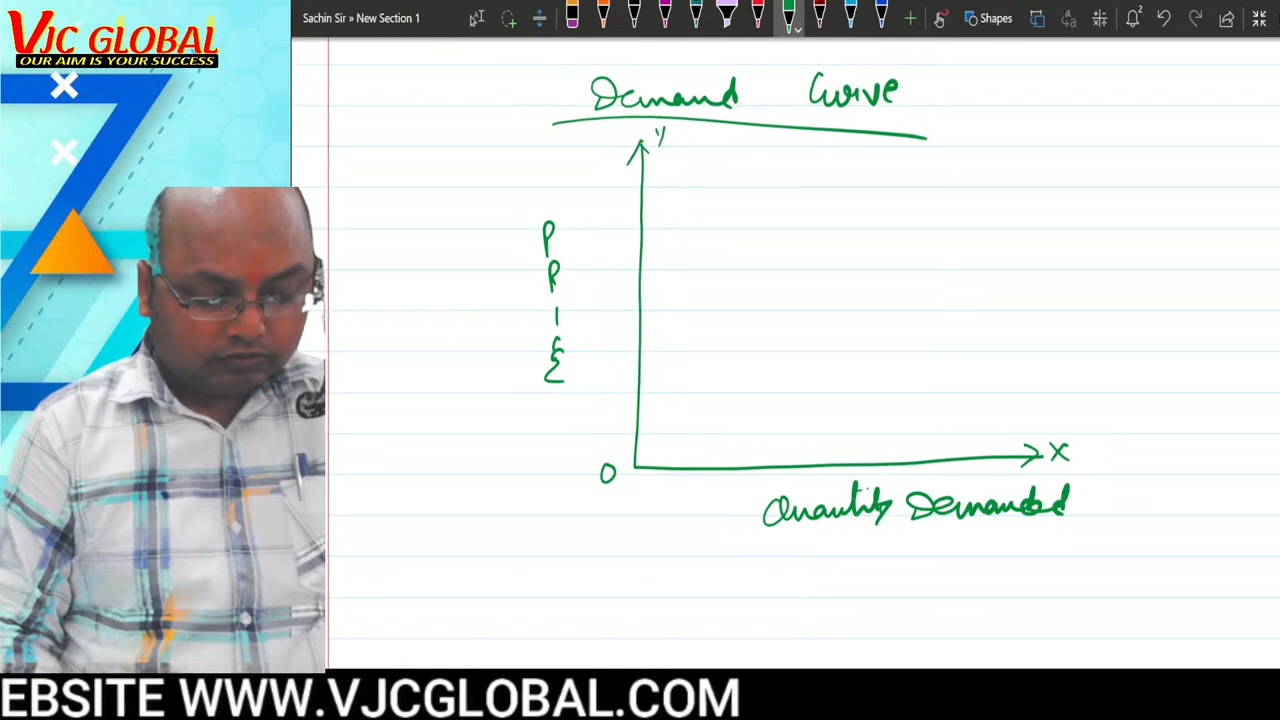 VJC GLOBAL
OUR AIM IS YOUR SUCCESS
Sachin Sir » New Section 1
Shapes
Demand Curve
Y
P
R
I
C
E
O
X
Quantity Demanded
EBSITE WWW.VJCGLOBAL.COM